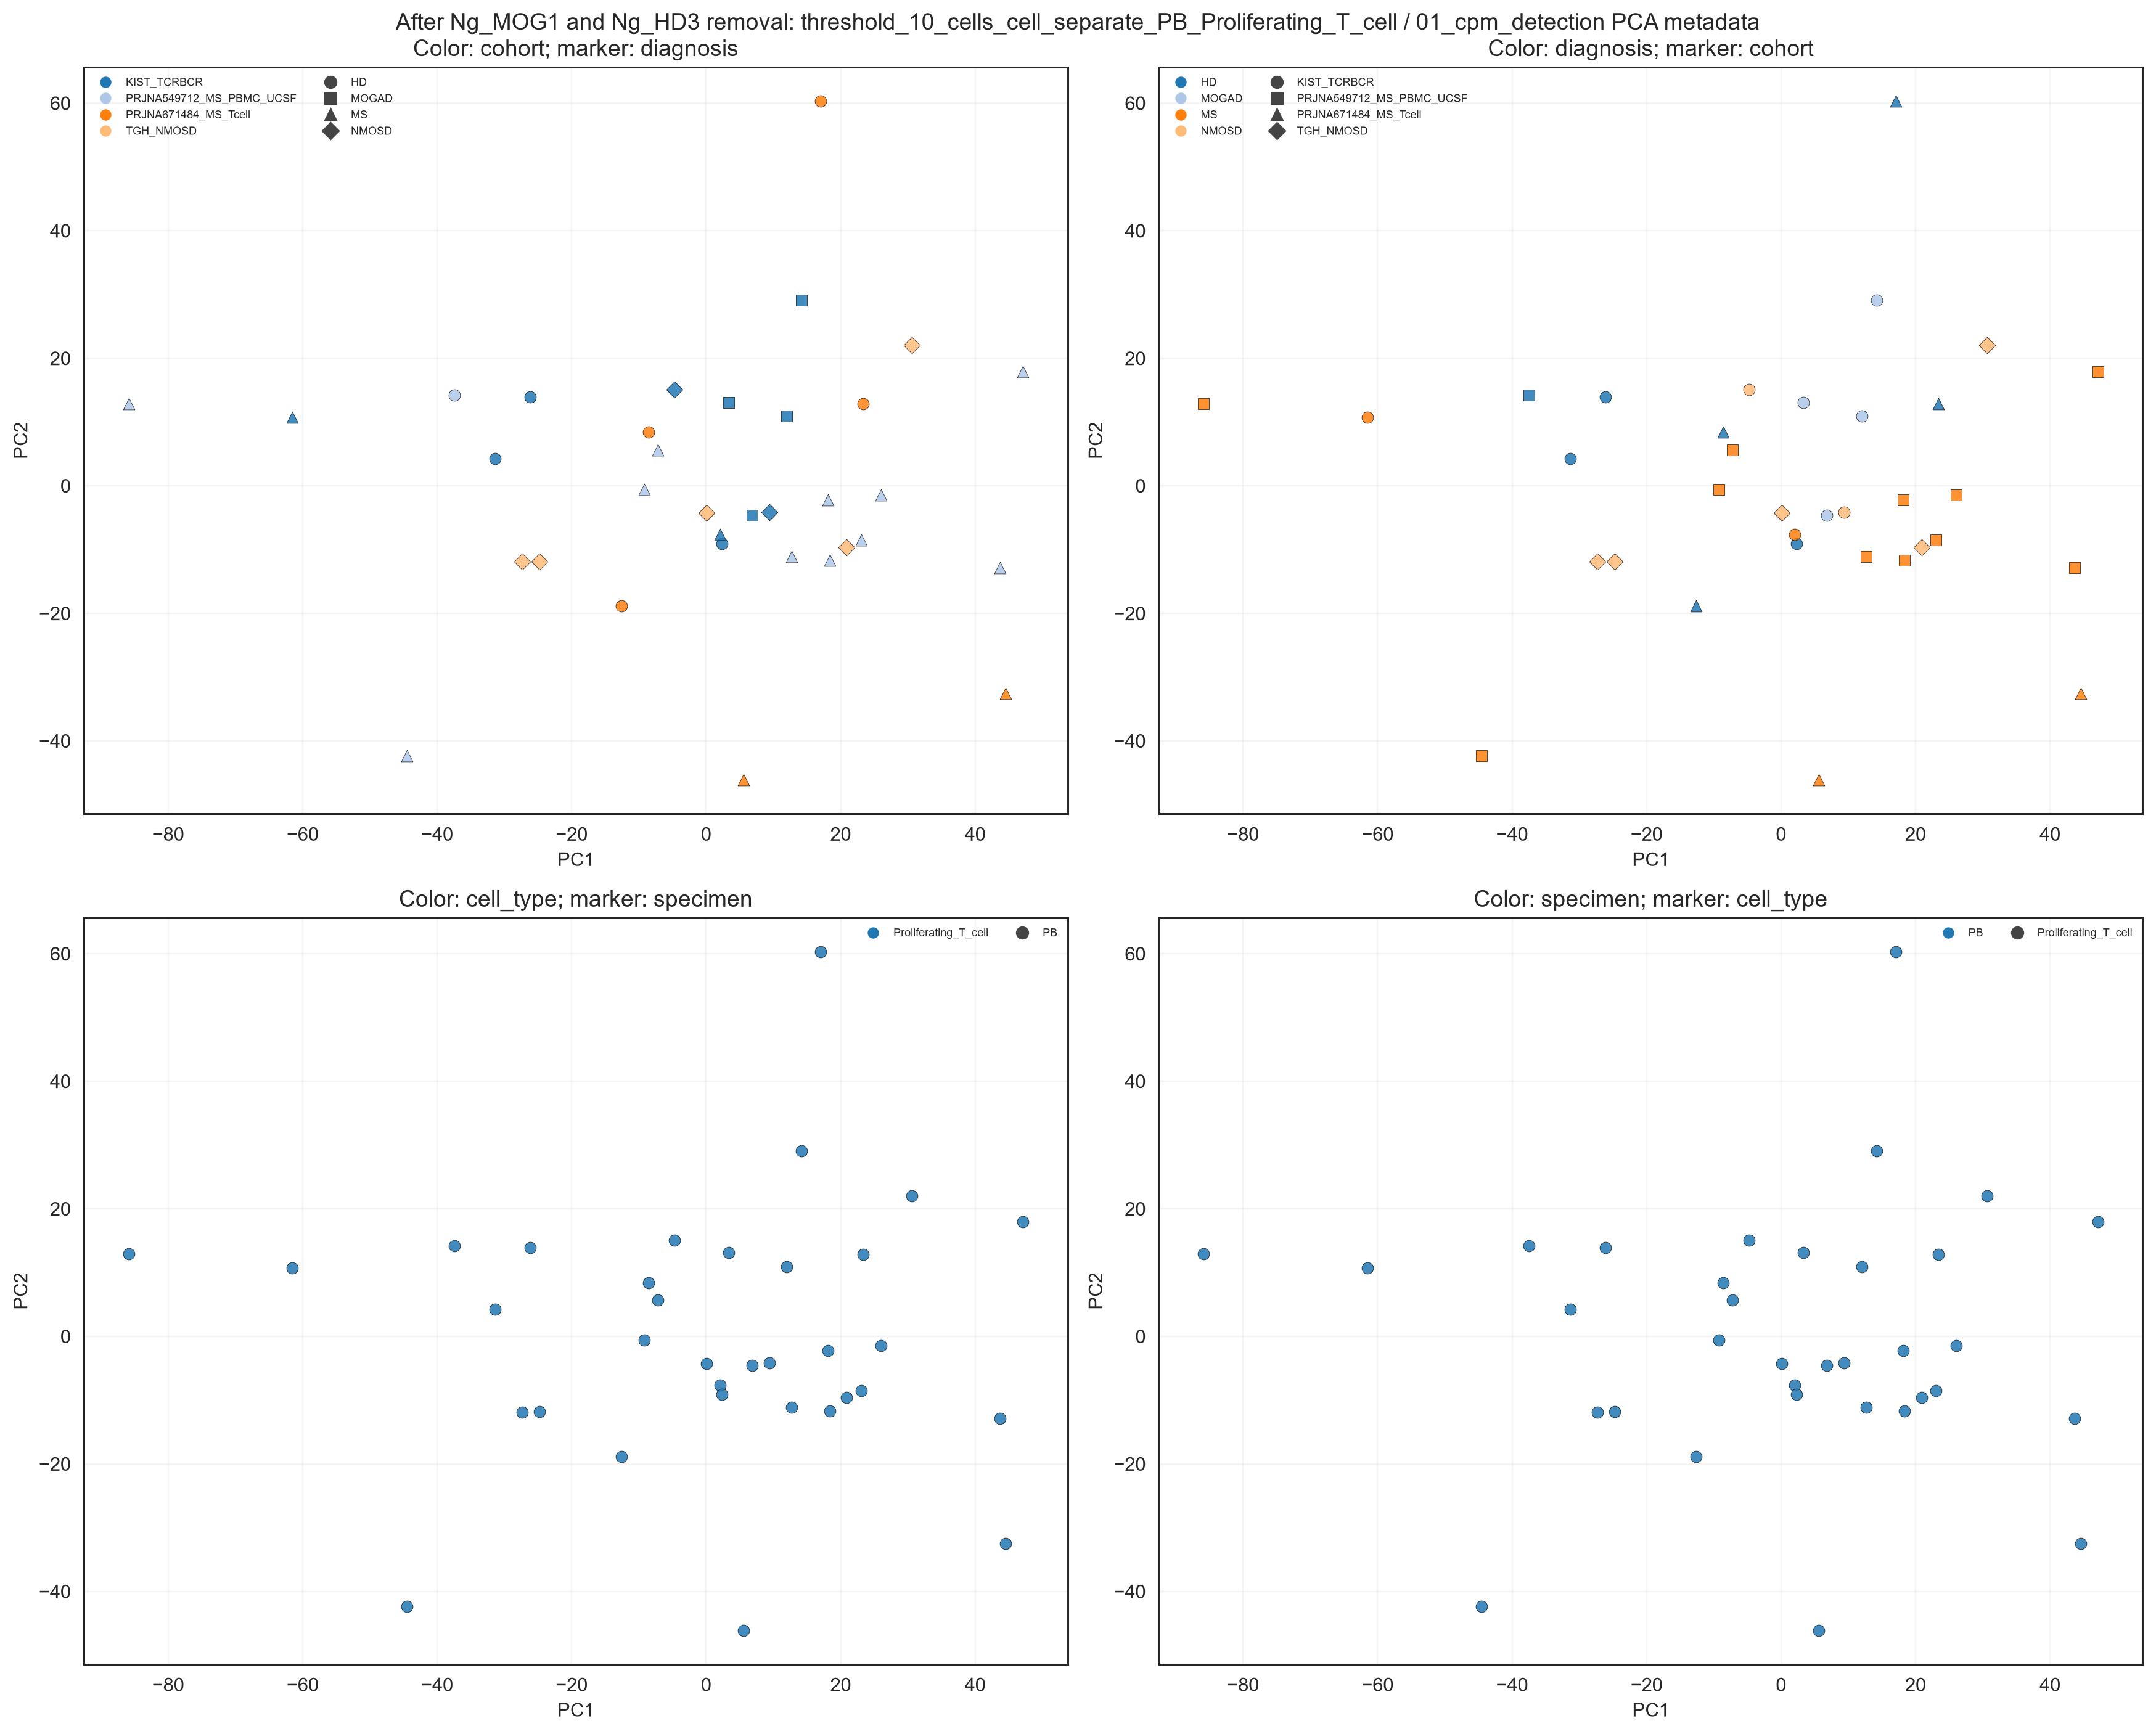 After Ng_MOG1 and Ng_HD3 removal: threshold_10_cells_cell_separate_PB_Proliferating_T_cell / 01_cpm_detection PCA metadata
Color: cohort; marker: diagnosis
KIST_TCRBCR
PRJNA549712_MS_PBMC_UCSF
PRJNA671484_MS_Tcell
TGH_NMOSD
HD
MOGAD
MS
NMOSD
60
40
20
0
−20
−40
PC2
−80
−60
−40
−20
0
20
40
PC1
Color: diagnosis; marker: cohort
HD
MOGAD
MS
NMOSD
KIST_TCRBCR
PRJNA549712_MS_PBMC_UCSF
PRJNA671484_MS_Tcell
TGH_NMOSD
60
40
20
0
−20
−40
PC2
−80
−60
−40
−20
0
20
40
PC1
Color: cell_type; marker: specimen
Proliferating_T_cell
PB
60
40
20
0
−20
−40
PC2
−80
−60
−40
−20
0
20
40
PC1
Color: specimen; marker: cell_type
PB
Proliferating_T_cell
60
40
20
0
−20
−40
PC2
−80
−60
−40
−20
0
20
40
PC1